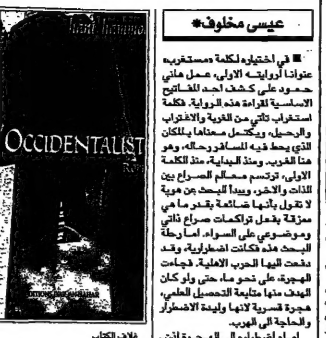 عيسى مخلوف*
■ في اختياره لكلمة «مستغرب»
عنوانا لروايته الاولى، عمل هاني
حمود على كشف احد المفاتيح
الاساسية لقراءة هذه الرواية. فكلمة
استغراب تأتي من الغربة والاغتراب
والرحيل، ويكتمل معناها بالمكان
الذي يحط فيه المسافر رحاله، وهو
هنا الغرب. ومنذ البداية، منذ الكلمة
الاولى، ترتسم معالم الصراع بين
الذات والآخر، ويبدأ البحث عن هوية
لا نقول بأنها ضائعة بقدر ما هي
ممزقة بفعل تراكمات صراع ذاتي
وموضوعي على السواء. اما رحلة
البحث هذه فكانت اضطرارية، وقد
دفعت اليها الحرب الاهلية. فجاءت
الهجرة، على نحو ما، حتى ولو كان
الهدف منها متابعة التحصيل العلمي،
هجرة قسرية لانها وليدة الاضطرار
والحاجة الى الهرب.
Hani Hammoud
OCCIDENTALIST
غلاف الكتاب